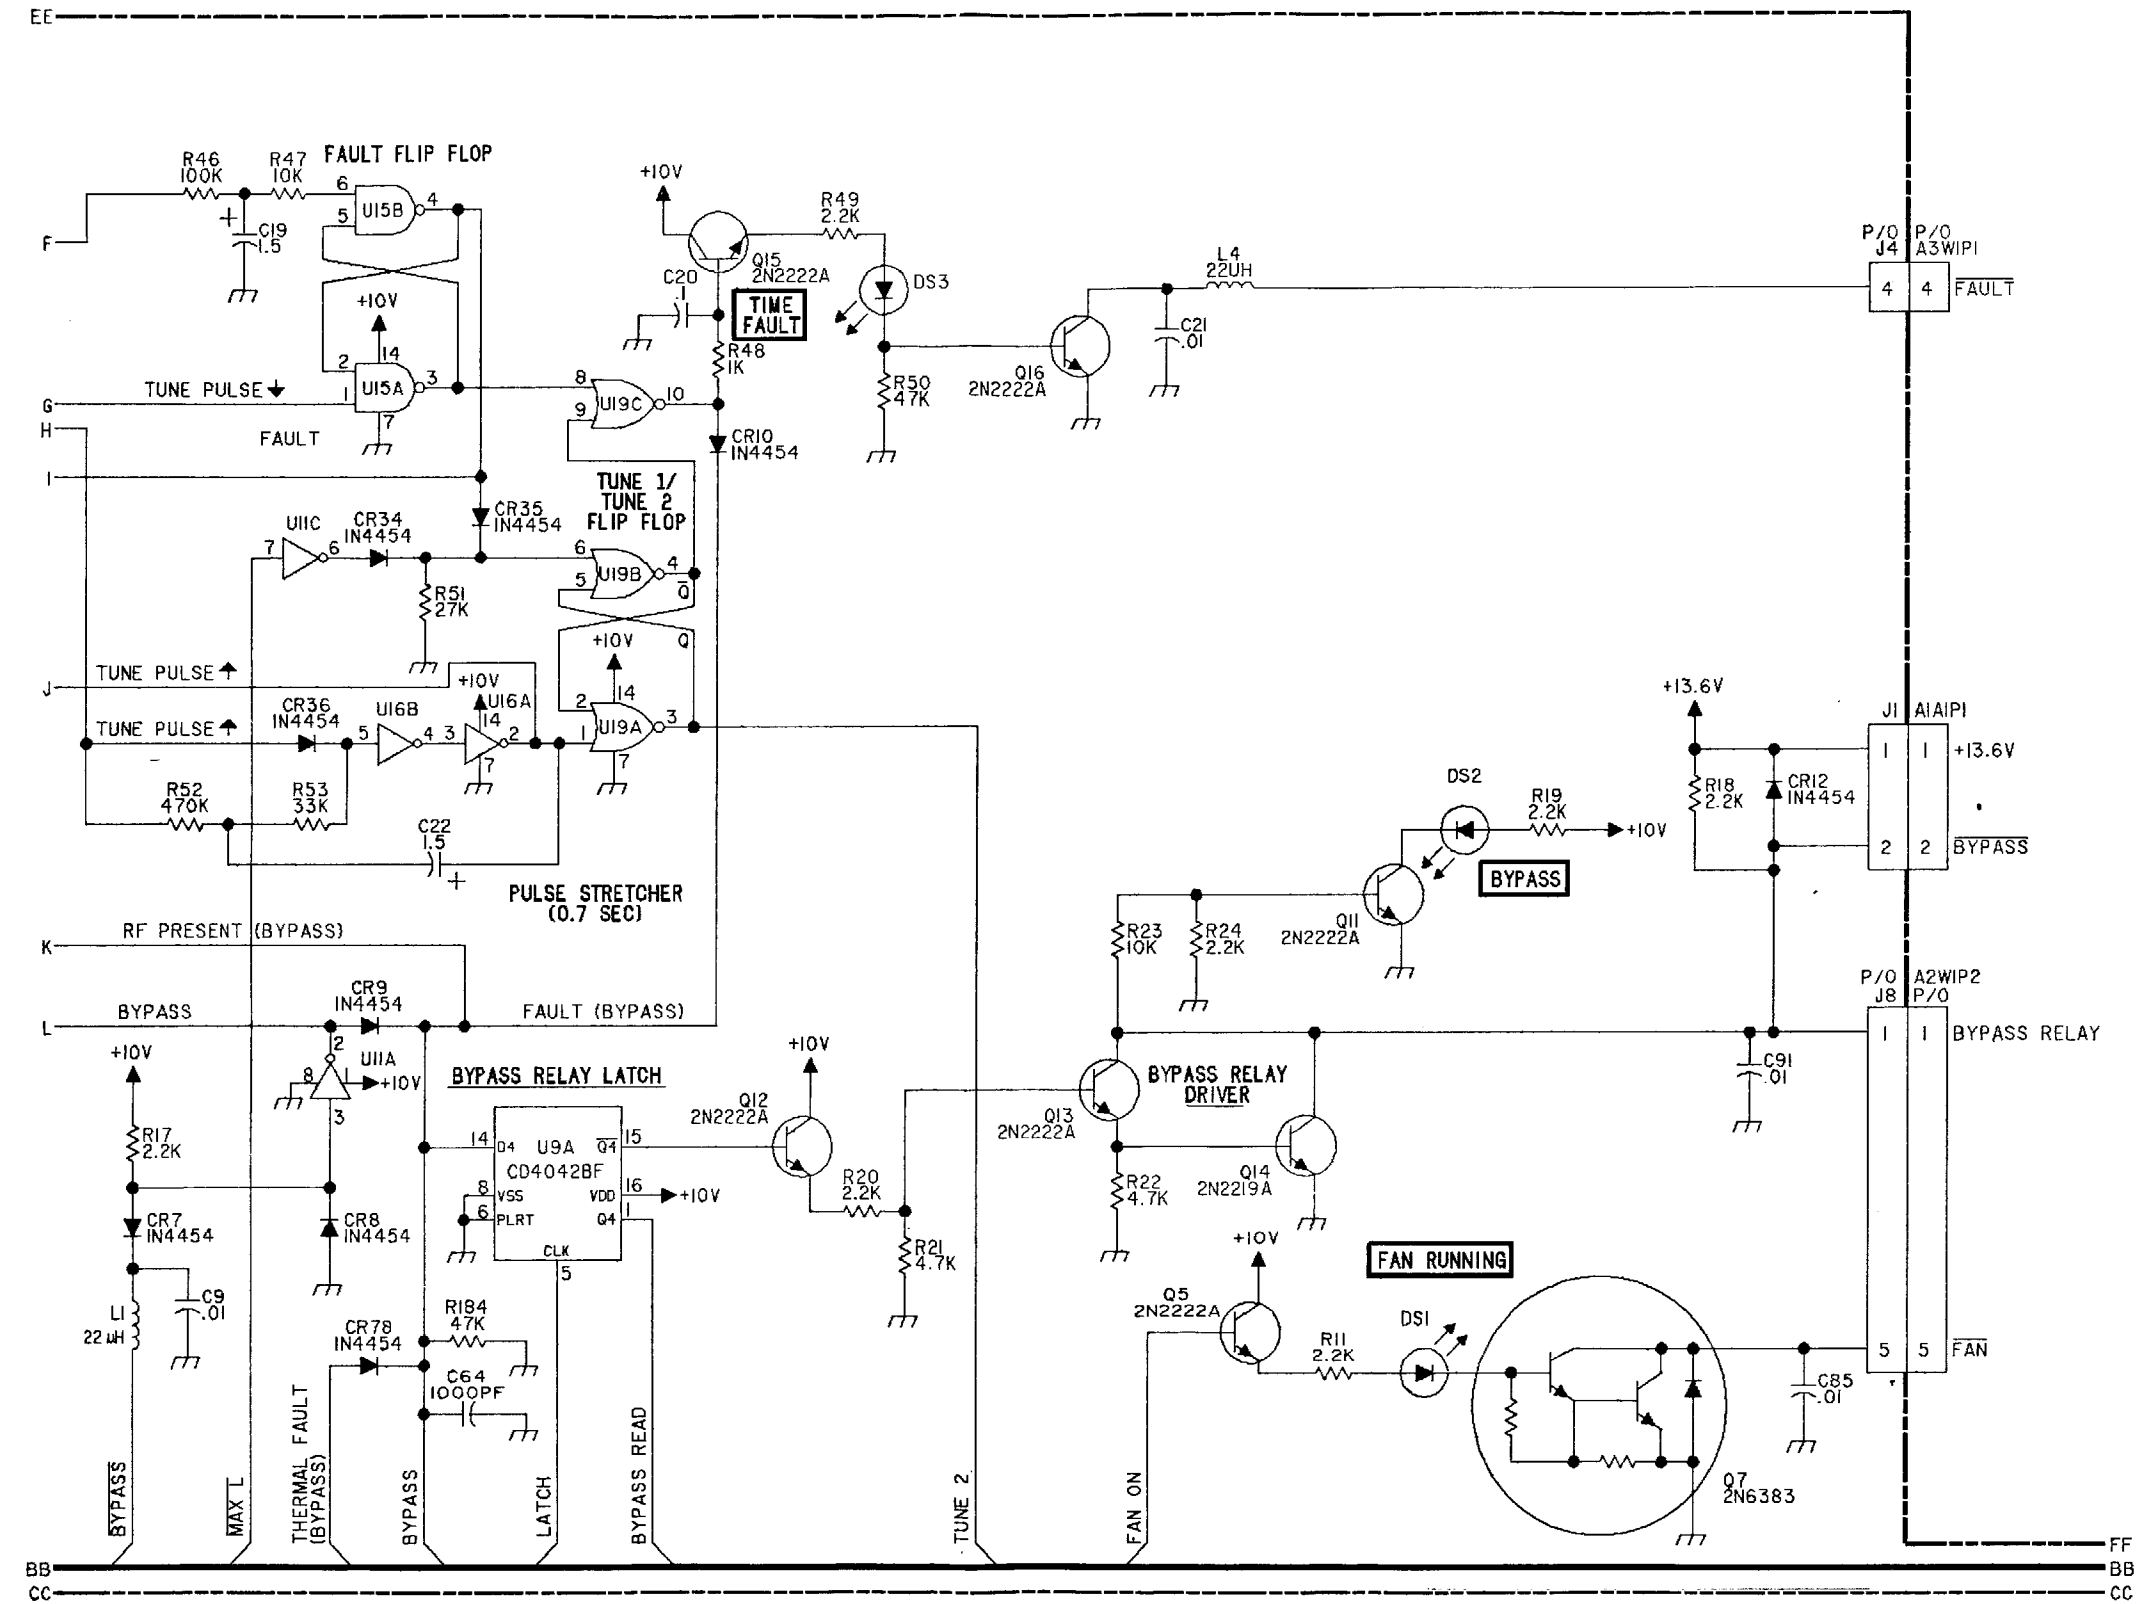 EE
FAULT FLIP FLOP
R46
100K
R47
10K
6
5
U15B
4
+
C19
1.5
F
+10V
14
2
1
U15A
3
7
G
TUNE PULSE
H
FAULT
I
+10V
Q15
2N2222A
R49
2.2K
C20
.1
TIME
FAULT
R48
1K
DS3
R50
47K
Q16
2N2222A
L4
22UH
C21
.01
P/O
J4
P/O
A3W1P1
4
4
FAULT
8
9
U19C
10
CR10
1N4454
TUNE 1/
TUNE 2
FLIP FLOP
CR35
1N4454
U11C
7
6
CR34
1N4454
R51
27K
6
5
U19B
4
Q
Q
+10V
14
2
1
U19A
3
7
J
TUNE PULSE
TUNE PULSE
CR36
1N4454
U16B
5
4
+10V
U16A
14
3
2
7
R52
470K
R53
33K
C22
1.5
+
PULSE STRETCHER
(0.7 SEC)
K
RF PRESENT (BYPASS)
L
BYPASS
CR9
1N4454
FAULT (BYPASS)
+10V
2
U11A
8
1
+10V
3
R17
2.2K
CR7
1N4454
CR8
1N4454
L1
22 µH
C9
.01
BYPASS RELAY LATCH
14
D4
U9A
CD4042BF
Q4
15
8
VSS
VDD
16
+10V
6
PLRT
Q4
1
CLK
5
Q12
2N2222A
+10V
R20
2.2K
R21
4.7K
R184
47K
CR78
1N4454
C64
1000PF
Q13
2N2222A
BYPASS RELAY
DRIVER
Q14
2N2219A
R22
4.7K
R23
10K
R24
2.2K
Q11
2N2222A
DS2
R19
2.2K
+10V
BYPASS
+13.6V
R18
2.2K
CR12
1N4454
J1
A1A1P1
1
1
+13.6V
2
2
BYPASS
P/O
J8
A2W1P2
P/O
1
1
BYPASS RELAY
C91
.01
+10V
Q5
2N2222A
R11
2.2K
DS1
FAN RUNNING
Q7
2N6383
C85
.01
5
5
FAN
BYPASS
MAX L
THERMAL FAULT
(BYPASS)
BYPASS
LATCH
BYPASS READ
TUNE 2
FAN ON
FF
BB
BB
CC
CC